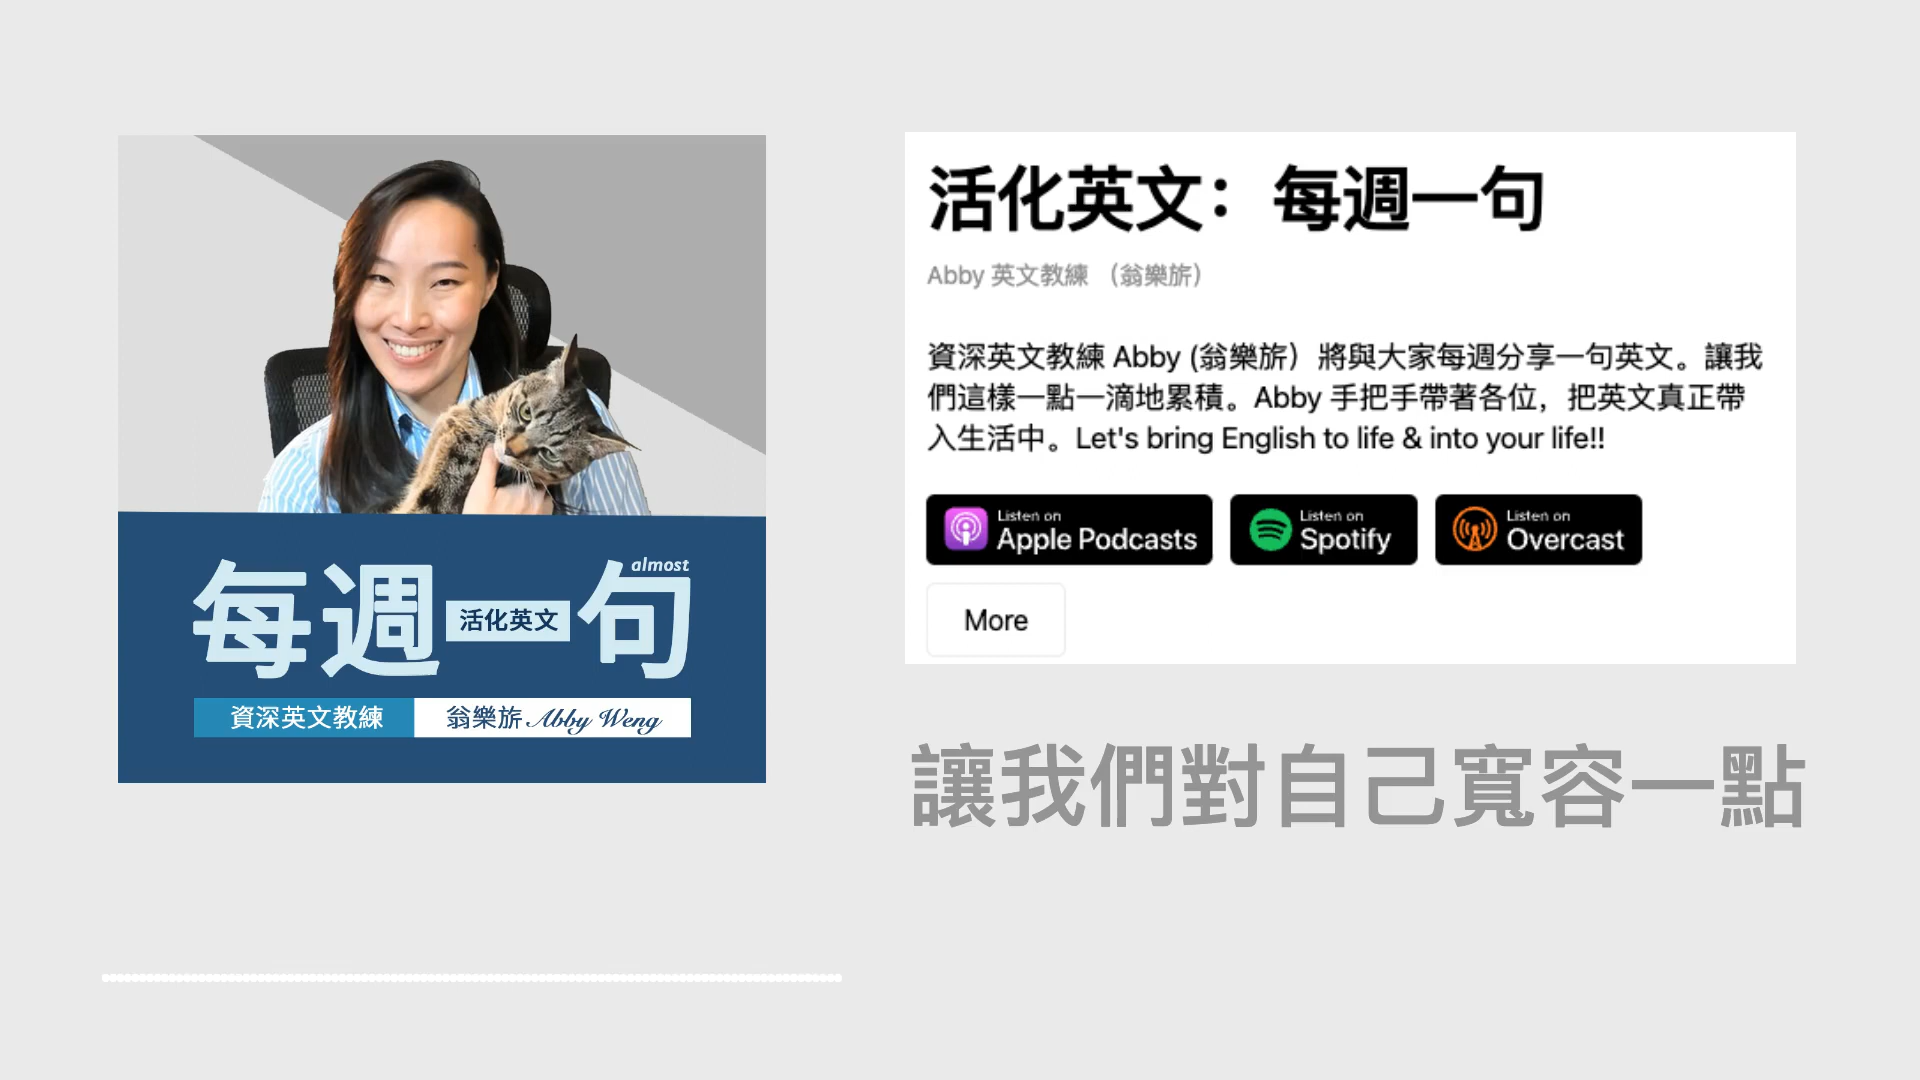 almost
每週一句
活化英文
資深英文教練
翁樂旂 Abby Weng
活化英文：每週一句
Abby 英文教練 （翁樂旂）
資深英文教練 Abby (翁樂旂）將與大家每週分享一句英文。讓我
們這樣一點一滴地累積。Abby 手把手帶著各位，把英文真正帶
入生活中。Let's bring English to life & into your life!!
Listen on
Apple Podcasts
Listen on
Spotify
Listen on
Overcast
More
讓我們對自己寬容一點